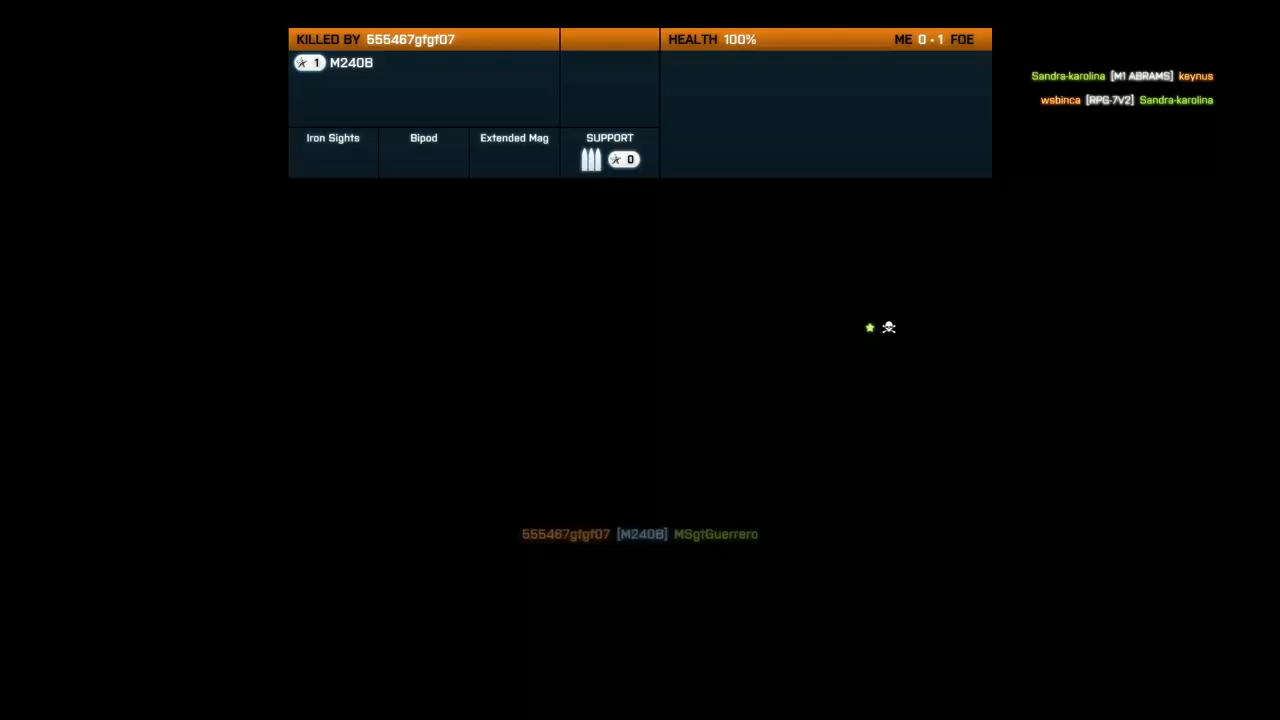 KILLED BY 555467gfgf07
HEALTH 100% ME 0 - 1 FOE
1 M240B
Sandra-karolina [M1 ABRAMS] keynus
wsbinca [RPG-7V2] Sandra-karolina
Iron Sights Bipod Extended Mag SUPPORT
0
555467gfgf07 [M240B] MSgtGuerrero